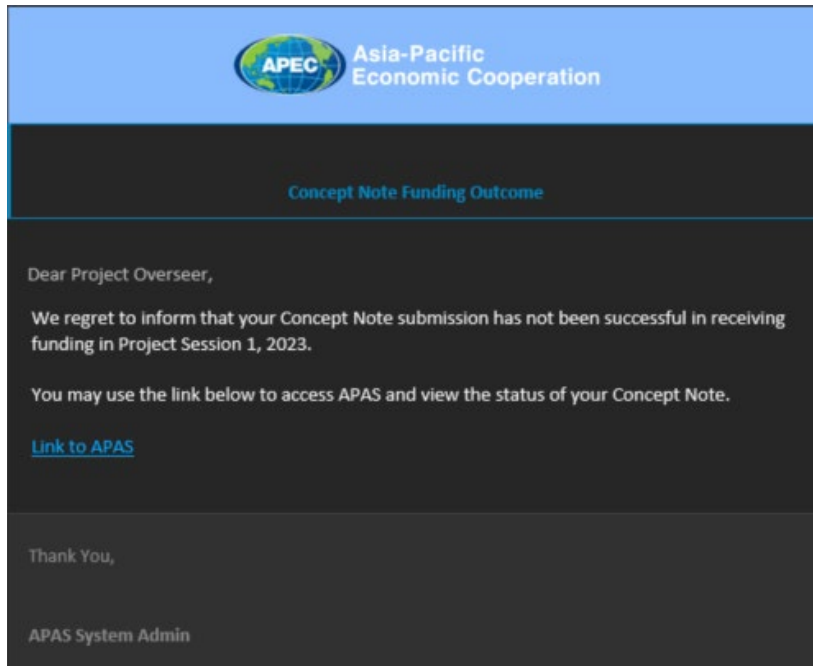 APEC
Asia-Pacific
Economic Cooperation
Concept Note Funding Outcome
Dear Project Overseer,
We regret to inform that your Concept Note submission has not been successful in receiving
funding in Project Session 1, 2023.
You may use the link below to access APAS and view the status of your Concept Note.
Link to APAS
Thank You,
APAS System Admin